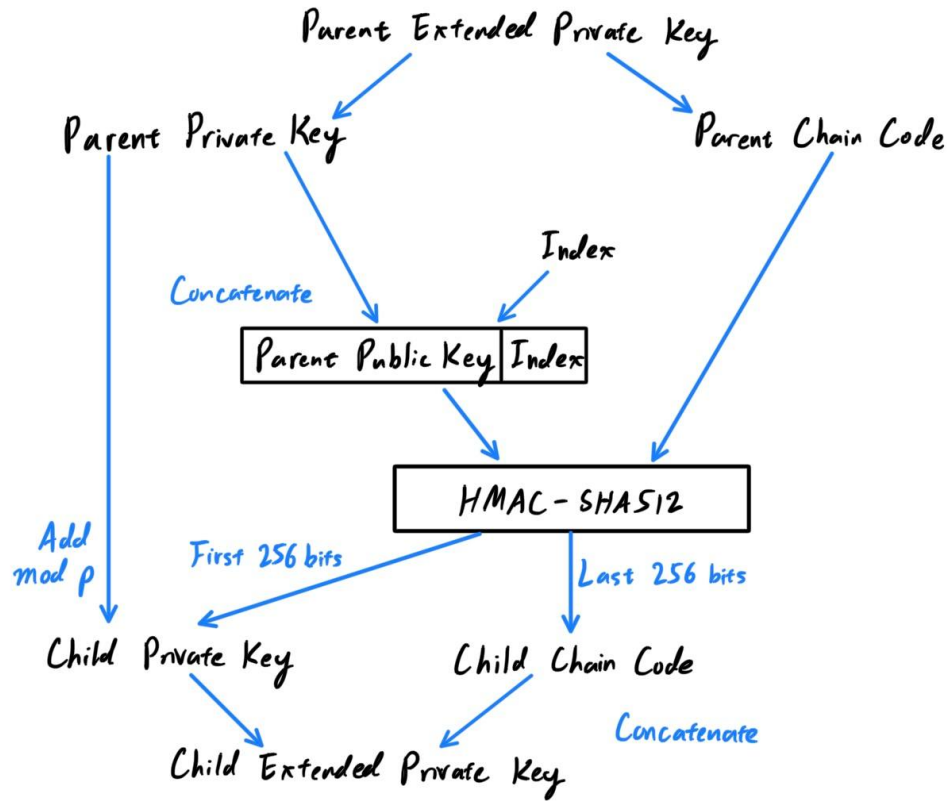 Parent Extended Private Key
Parent Private Key
Parent Chain Code
Index
Concatenate
Parent Public Key Index
HMAC-SHA512
Add
mod p
First 256 bits
Last 256 bits
Child Private Key
Child Chain Code
Concatenate
Child Extended Private Key